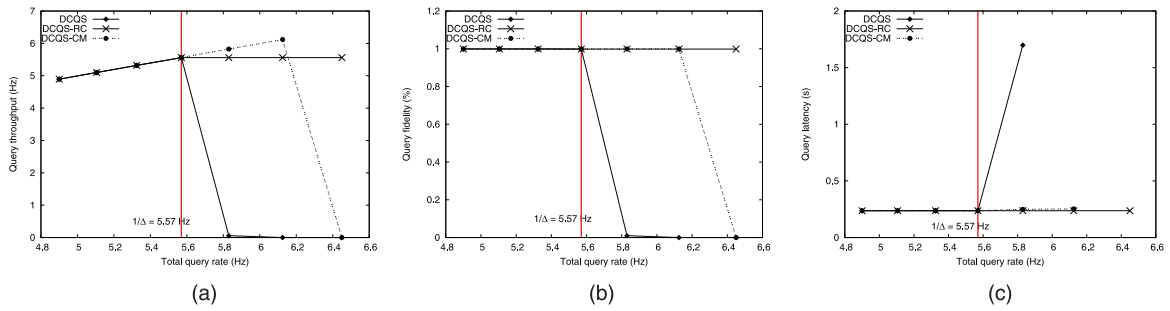 DCQS
DCQS-RC
DCQS-CM
7
6
5
4
3
2
1
0
Query throughput (Hz)
1/Δ = 5.57 Hz
4.8 5 5.2 5.4 5.6 5.8 6 6.2 6.4 6.6
Total query rate (Hz)
(a)
DCQS
DCQS-RC
DCQS-CM
1.2
1.0
0.8
0.6
0.4
0.2
0
Query fidelity (%)
1/Δ = 5.57 Hz
4.8 5 5.2 5.4 5.6 5.8 6 6.2 6.4 6.6
Total query rate (Hz)
(b)
DCQS
DCQS-RC
DCQS-CM
2
1.5
1
0.5
0
Query latency (s)
1/Δ = 5.57 Hz
4.8 5 5.2 5.4 5.6 5.8 6 6.2 6.4 6.6
Total query rate (Hz)
(c)